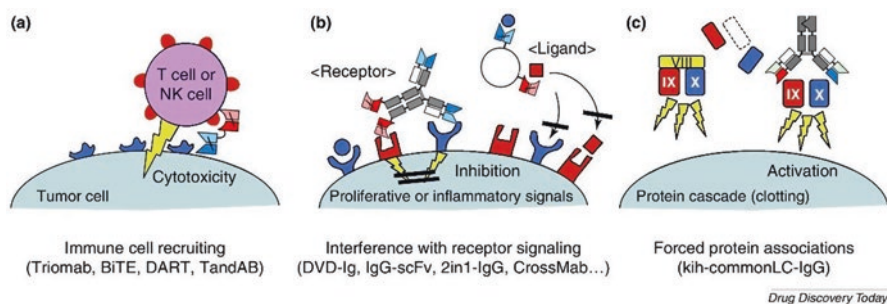 (a)
T cell or
NK cell
Cytotoxicity
Tumor cell
Immune cell recruiting
(Triomab, BiTE, DART, TandAB)
(b)
<Receptor>
<Ligand>
Inhibition
Proliferative or inflammatory signals
Interference with receptor signaling
(DVD-Ig, IgG-scFv, 2in1-IgG, CrossMab…)
(c)
VIII
IX X
IX X
Activation
Protein cascade (clotting)
Forced protein associations
(kih-commonLC-IgG)
Drug Discovery Today